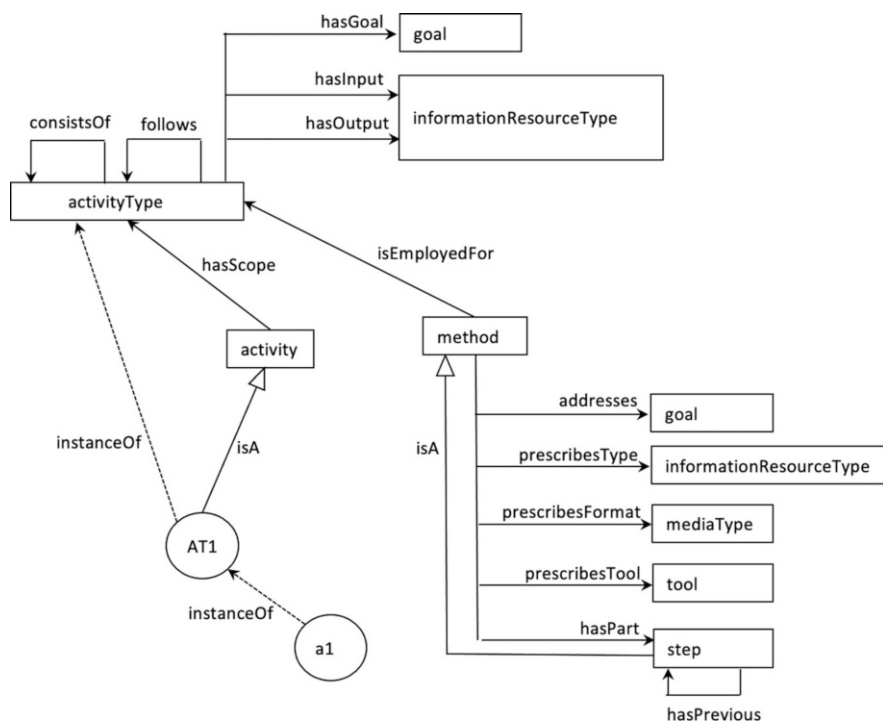 hasGoal
goal
hasInput
consistsOf
follows
hasOutput
informationResourceType
activityType
isEmployedFor
hasScope
activity
method
addresses
goal
instanceOf
isA
isA
prescribesType
informationResourceType
prescribesFormat
mediaType
AT1
prescribesTool
tool
instanceOf
hasPart
a1
step
hasPrevious